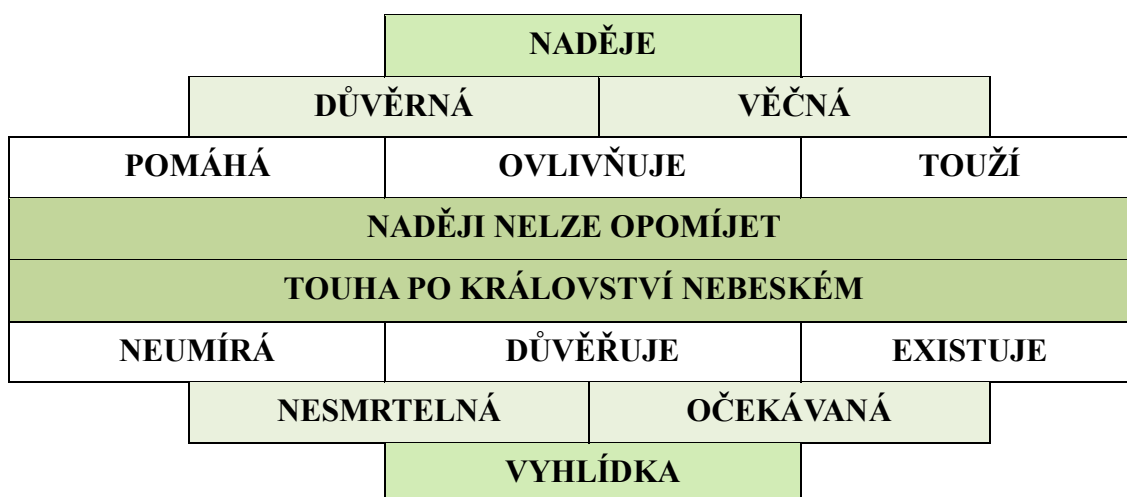 NADĚJE
DŮVĚRNÁ VĚČNÁ
POMÁHÁ OVLIVŇUJE TOUŽÍ
NADĚJI NELZE OPOMÍJET
TOUHA PO KRÁLOVSTVÍ NEBESKÉM
NEUMÍRÁ DŮVĚŘUJE EXISTUJE
NESMRTELNÁ OČEKÁVANÁ
VYHLÍDKA